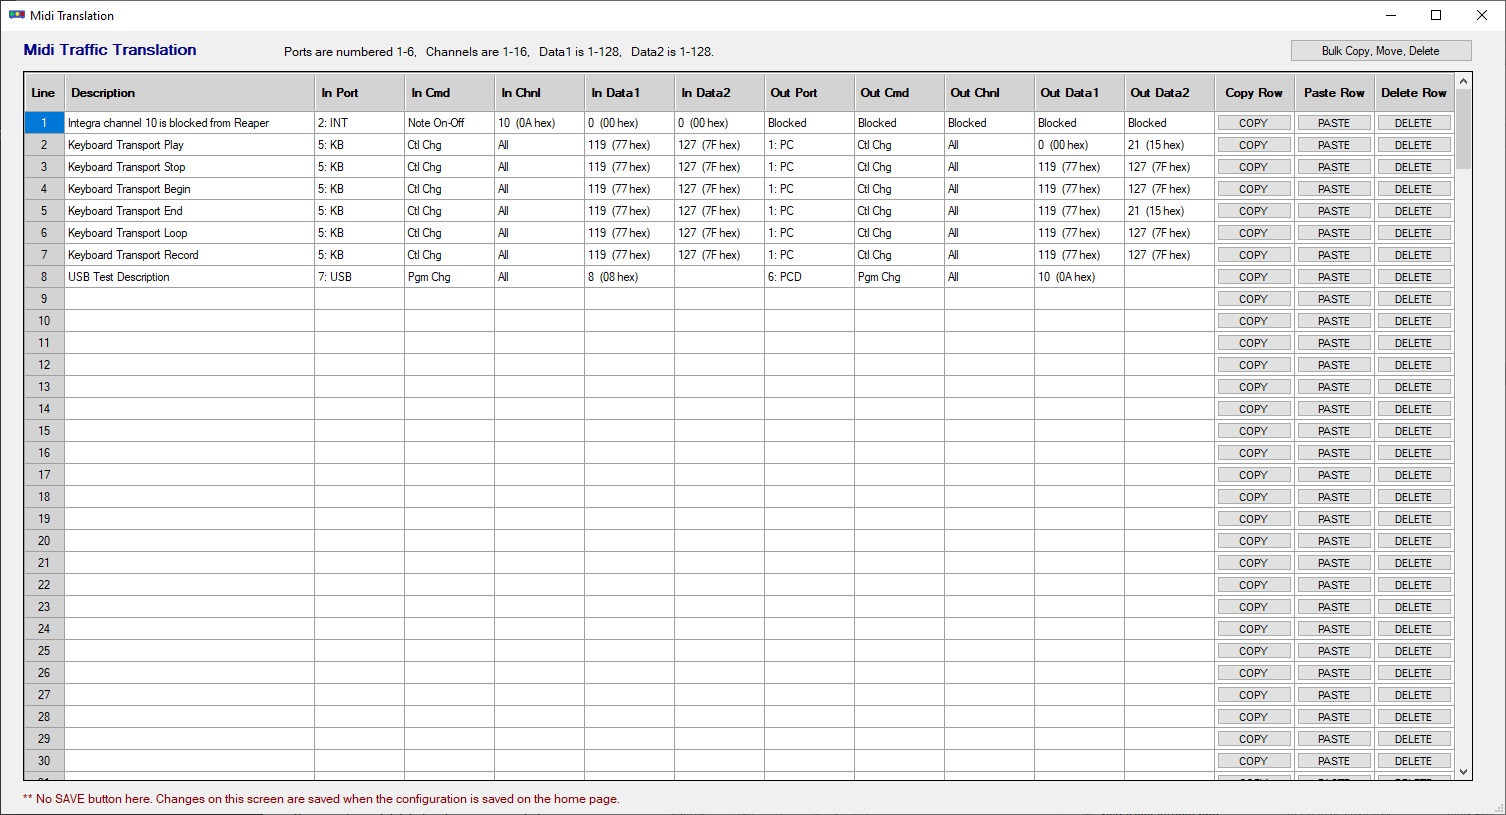 Midi Translation
Midi Traffic Translation Ports are numbered 1-6, Channels are 1-16, Data1 is 1-128, Data2 is 1-128. Bulk Copy, Move, Delete
Line Description In Port In Cmd In Chnl In Data1 In Data2 Out Port Out Cmd Out Chnl Out Data1 Out Data2 Copy Row Paste Row Delete Row
1 Integra channel 10 is blocked from Reaper 2: INT Note On-Off 10 (0A hex) 0 (00 hex) 0 (00 hex) Blocked Blocked Blocked Blocked Blocked COPY PASTE DELETE
2 Keyboard Transport Play 5: KB Ctl Chg All 119 (77 hex) 127 (7F hex) 1: PC Ctl Chg All 0 (00 hex) 21 (15 hex) COPY PASTE DELETE
3 Keyboard Transport Stop 5: KB Ctl Chg All 119 (77 hex) 127 (7F hex) 1: PC Ctl Chg All 119 (77 hex) 127 (7F hex) COPY PASTE DELETE
4 Keyboard Transport Begin 5: KB Ctl Chg All 119 (77 hex) 127 (7F hex) 1: PC Ctl Chg All 119 (77 hex) 127 (7F hex) COPY PASTE DELETE
5 Keyboard Transport End 5: KB Ctl Chg All 119 (77 hex) 127 (7F hex) 1: PC Ctl Chg All 119 (77 hex) 21 (15 hex) COPY PASTE DELETE
6 Keyboard Transport Loop 5: KB Ctl Chg All 119 (77 hex) 127 (7F hex) 1: PC Ctl Chg All 119 (77 hex) 127 (7F hex) COPY PASTE DELETE
7 Keyboard Transport Record 5: KB Ctl Chg All 119 (77 hex) 127 (7F hex) 1: PC Ctl Chg All 119 (77 hex) 127 (7F hex) COPY PASTE DELETE
8 USB Test Description 7: USB Pgm Chg All 8 (08 hex) 6: PCD Pgm Chg All 10 (0A hex) COPY PASTE DELETE
9 COPY PASTE DELETE
10 COPY PASTE DELETE
11 COPY PASTE DELETE
12 COPY PASTE DELETE
13 COPY PASTE DELETE
14 COPY PASTE DELETE
15 COPY PASTE DELETE
16 COPY PASTE DELETE
17 COPY PASTE DELETE
18 COPY PASTE DELETE
19 COPY PASTE DELETE
20 COPY PASTE DELETE
21 COPY PASTE DELETE
22 COPY PASTE DELETE
23 COPY PASTE DELETE
24 COPY PASTE DELETE
25 COPY PASTE DELETE
26 COPY PASTE DELETE
27 COPY PASTE DELETE
28 COPY PASTE DELETE
29 COPY PASTE DELETE
30 COPY PASTE DELETE
** No SAVE button here. Changes on this screen are saved when the configuration is saved on the home page.